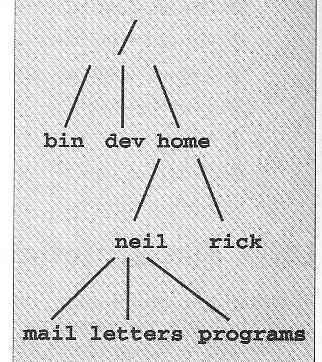 /
bin dev home
neil rick
mail letters programs